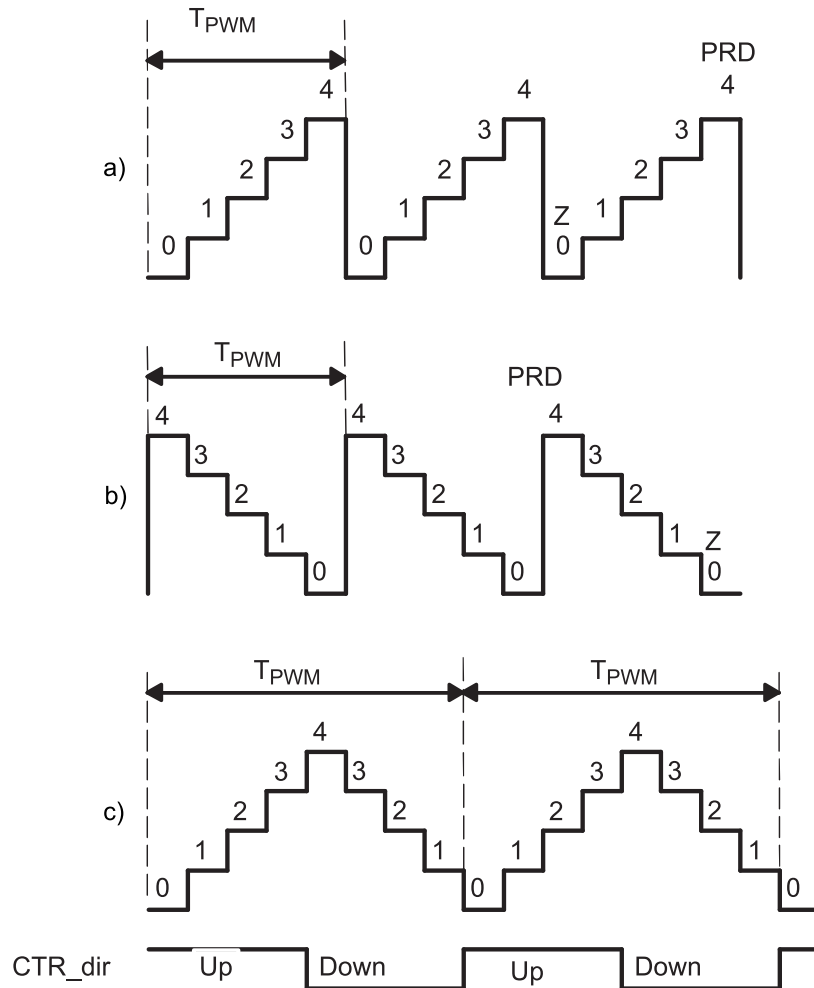 T_PWM
PRD
4 4 4
3 3 3
a)
2 2 2
1 1 Z 1
0 0 0
T_PWM
PRD
4 4 4
3 3 3
b)
2 2 2
1 1 1 Z
0 0 0
T_PWM T_PWM
4 4
3 3 3 3
c)
2 2 2 2
1 1 1 1
0 0 0
CTR_dir Up Down Up Down